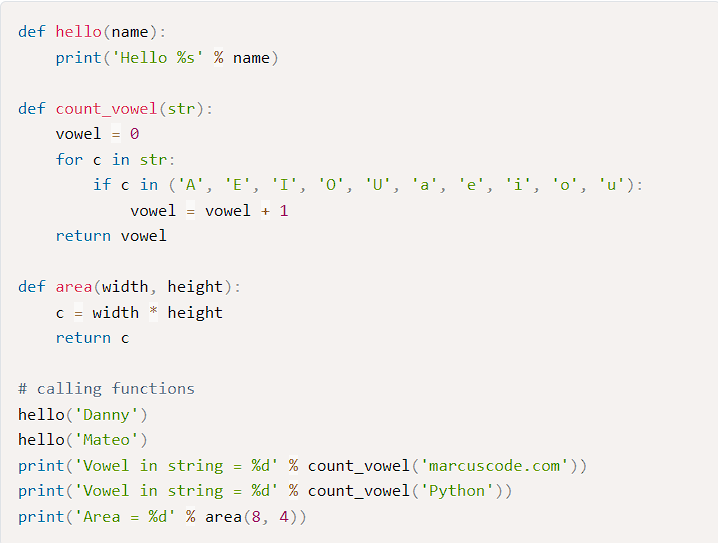 def hello(name):
    print('Hello %s' % name)

def count_vowel(str):
    vowel = 0
    for c in str:
        if c in ('A', 'E', 'I', 'O', 'U', 'a', 'e', 'i', 'o', 'u'):
            vowel = vowel + 1
    return vowel

def area(width, height):
    c = width * height
    return c

# calling functions
hello('Danny')
hello('Mateo')
print('Vowel in string = %d' % count_vowel('marcuscode.com'))
print('Vowel in string = %d' % count_vowel('Python'))
print('Area = %d' % area(8, 4))